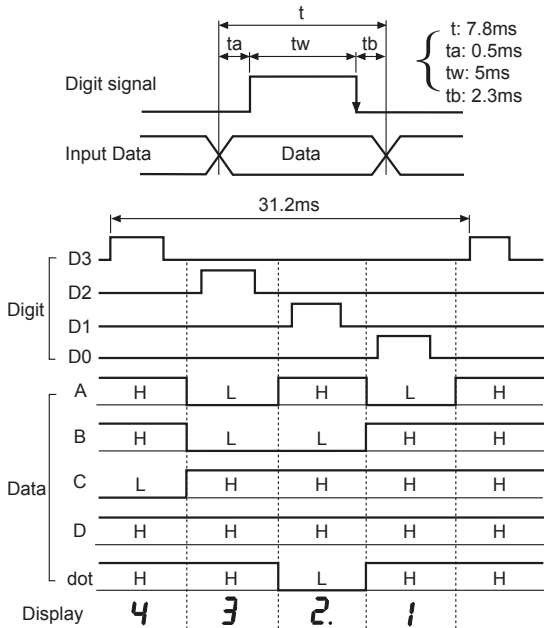 t
ta tw tb
t: 7.8ms
ta: 0.5ms
tw: 5ms
tb: 2.3ms
Digit signal
Input Data Data
31.2ms
D3
D2
Digit
D1
D0
A H L H L H
B H L L H H
Data
C L H H H H
D H H H H H
dot H H L H H
Display 4 3 2. 1